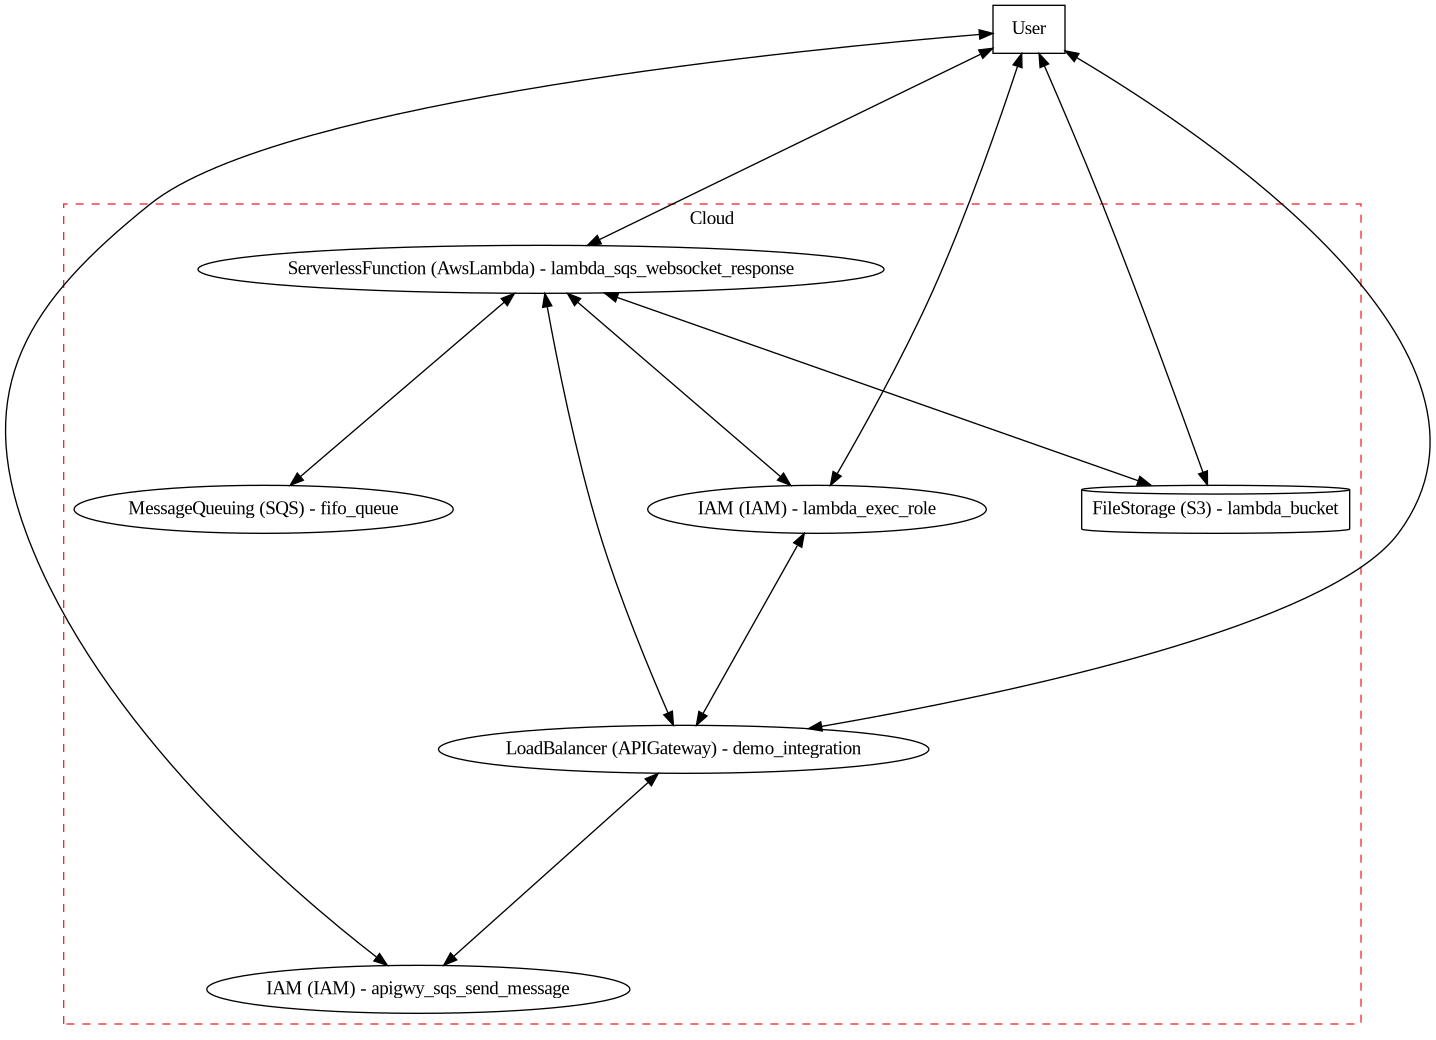 User
Cloud
ServerlessFunction (AwsLambda) - lambda_sqs_websocket_response
MessageQueuing (SQS) - fifo_queue
IAM (IAM) - lambda_exec_role
FileStorage (S3) - lambda_bucket
LoadBalancer (APIGateway) - demo_integration
IAM (IAM) - apigwy_sqs_send_message